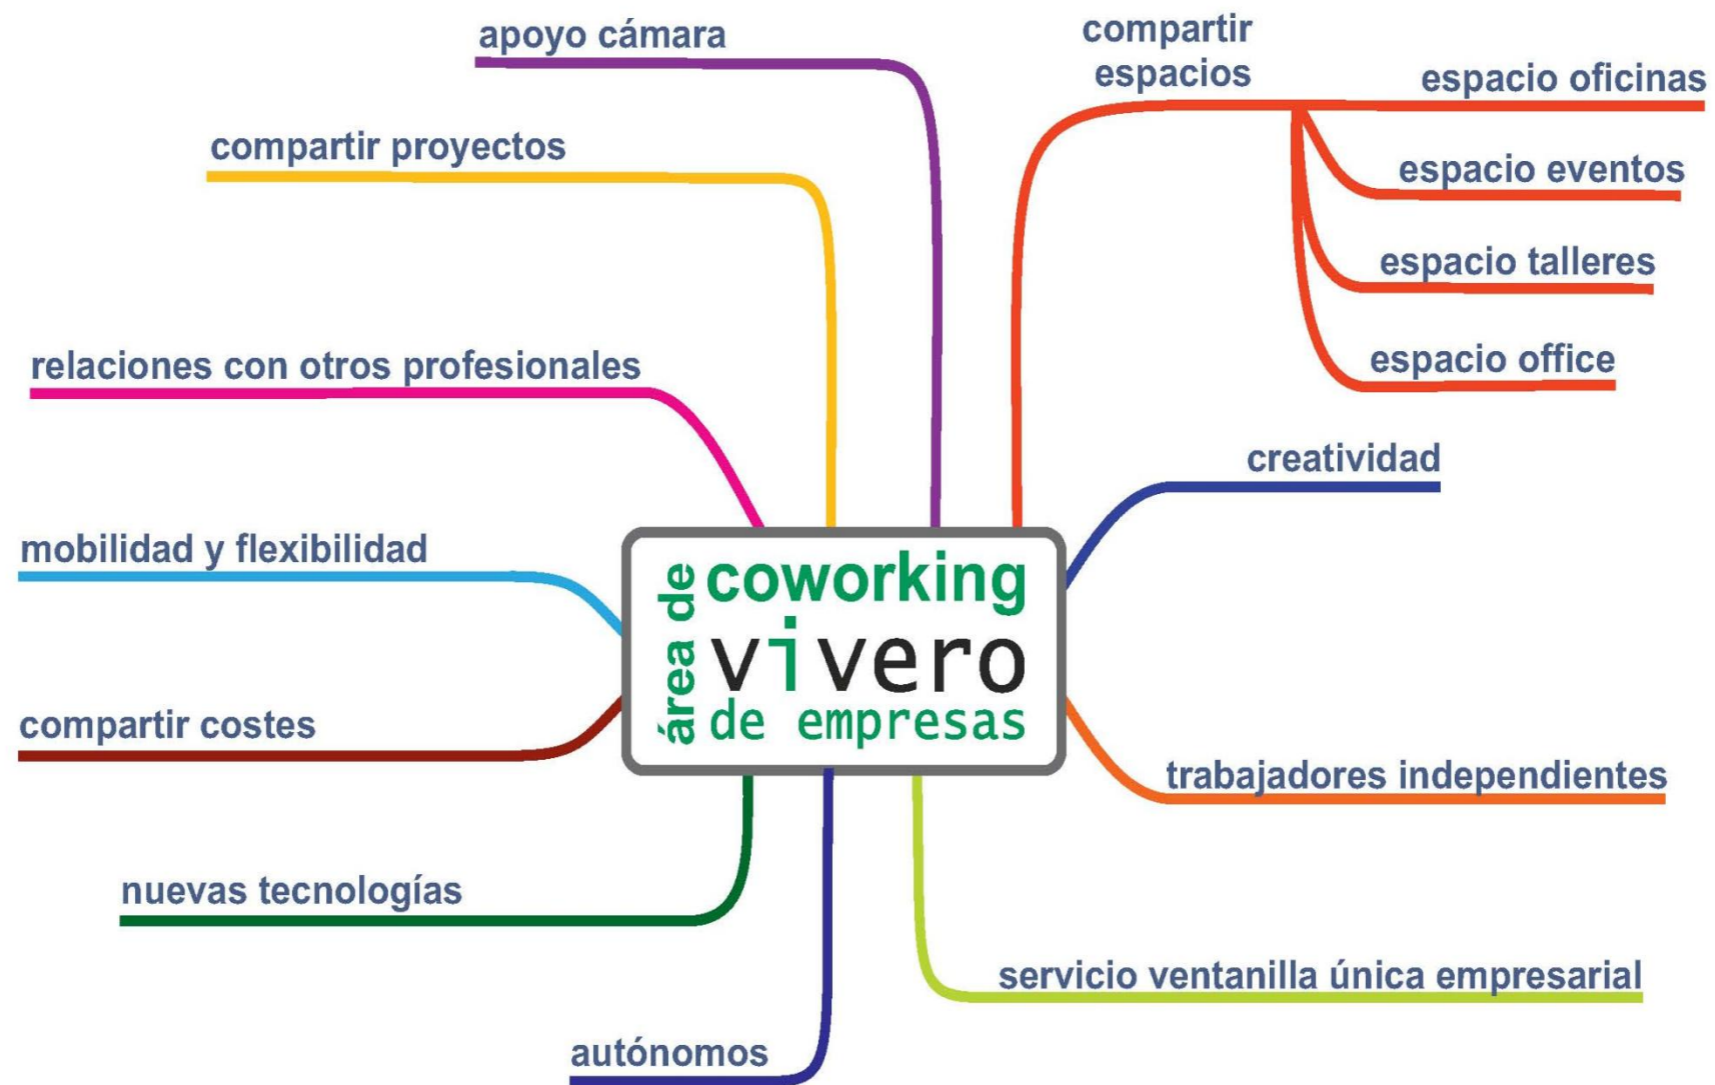 apoyo cámara
compartir
espacios
espacio oficinas
compartir proyectos
espacio eventos
espacio talleres
relaciones con otros profesionales
espacio office
creatividad
mobilidad y flexibilidad
área de
coworking
vivero
de empresas
compartir costes
trabajadores independientes
nuevas tecnologías
servicio ventanilla única empresarial
autónomos